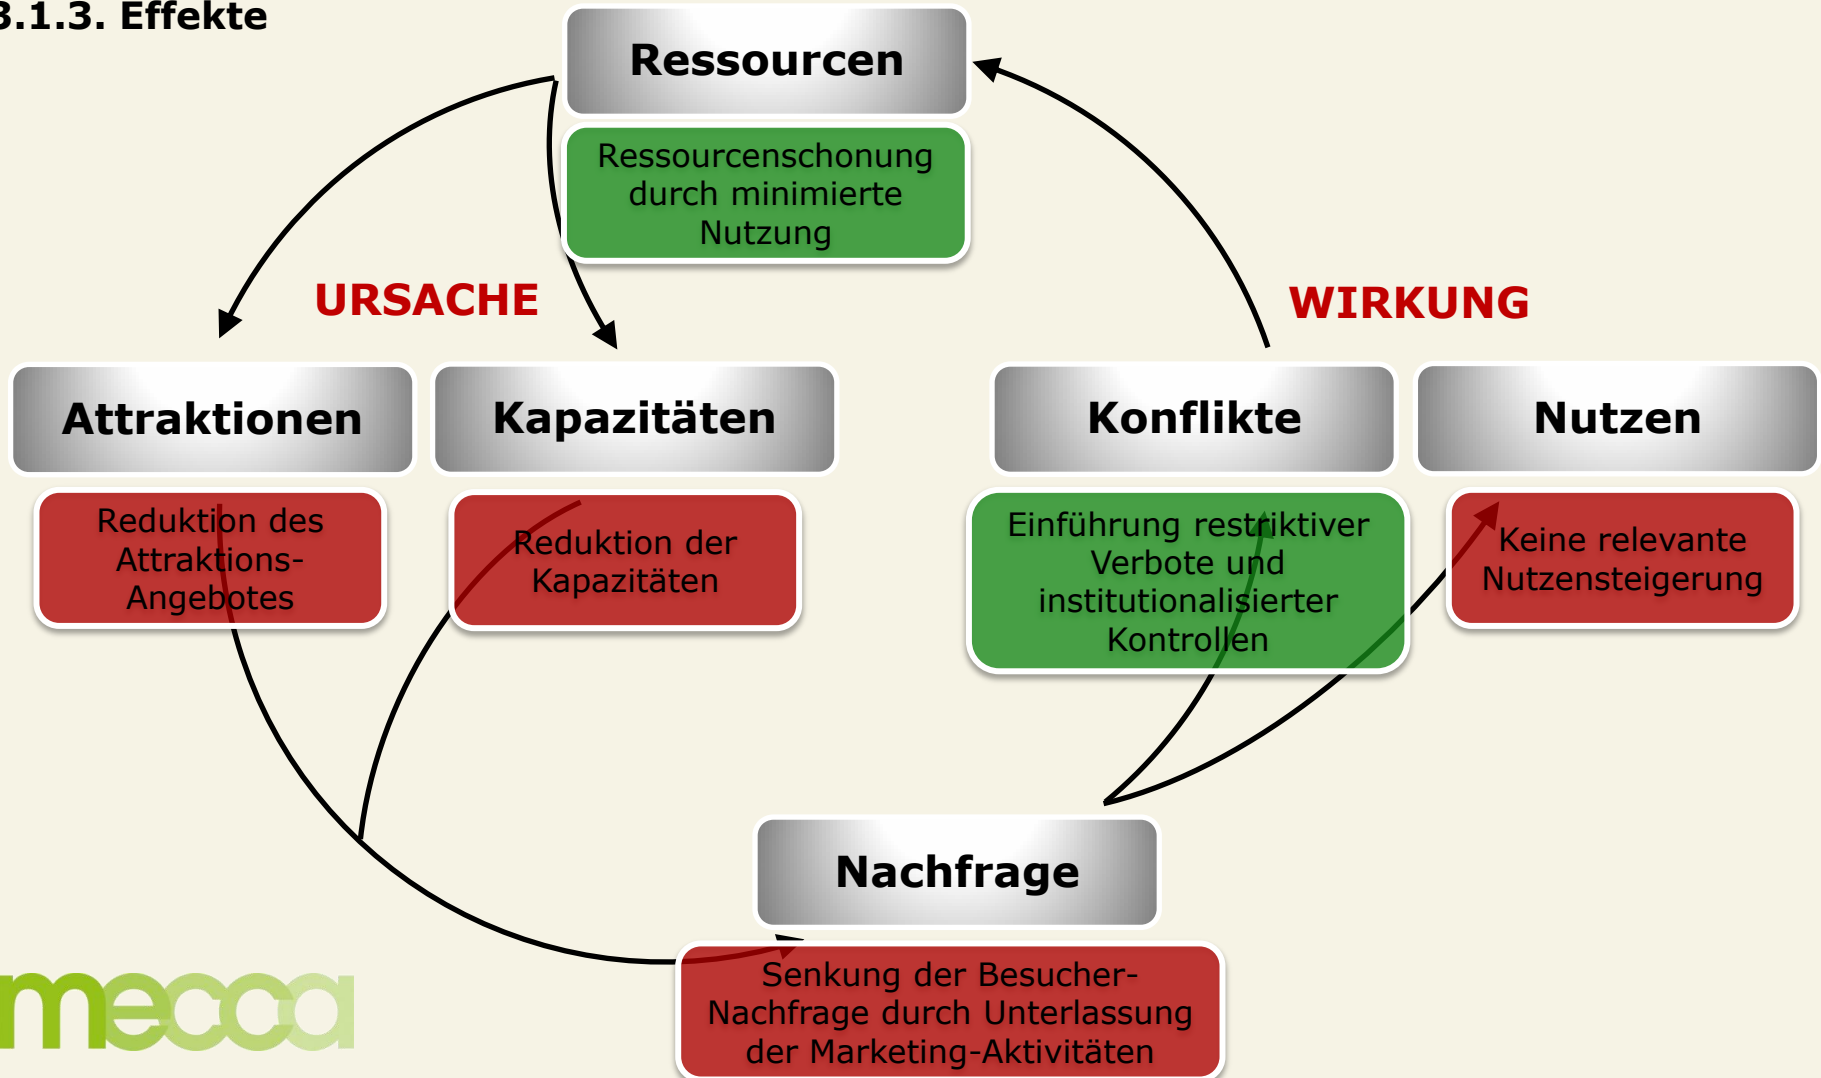 3.1.3. Effekte
Ressourcen
Ressourcenschonung
durch minimierte
Nutzung
URSACHE
WIRKUNG
Attraktionen
Kapazitäten
Konflikte
Nutzen
Reduktion des
Attraktions-
Angebotes
Reduktion der
Kapazitäten
Einführung restriktiver
Verbote und
institutionalisierter
Kontrollen
Keine relevante
Nutzensteigerung
Nachfrage
Senkung der Besucher-
Nachfrage durch Unterlassung
der Marketing-Aktivitäten
mecca